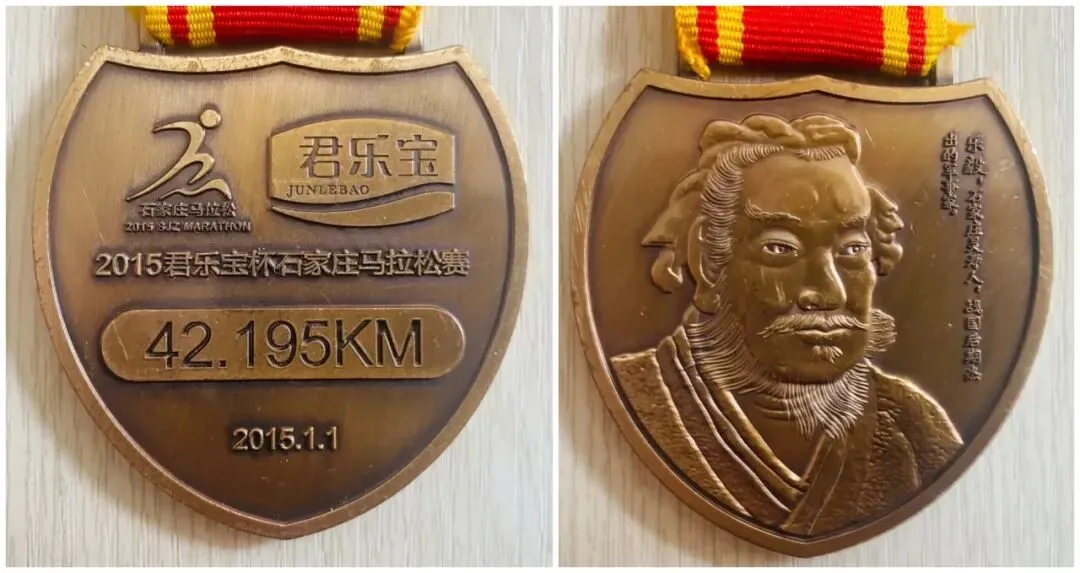 君乐宝
JUNLEBAO
石家庄马拉松
2015 SJZ MARATHON
2015君乐宝杯石家庄马拉松赛
42.195KM
2015.1.1
乐毅，石家庄灵寿人，战国后期杰
出的军事家。